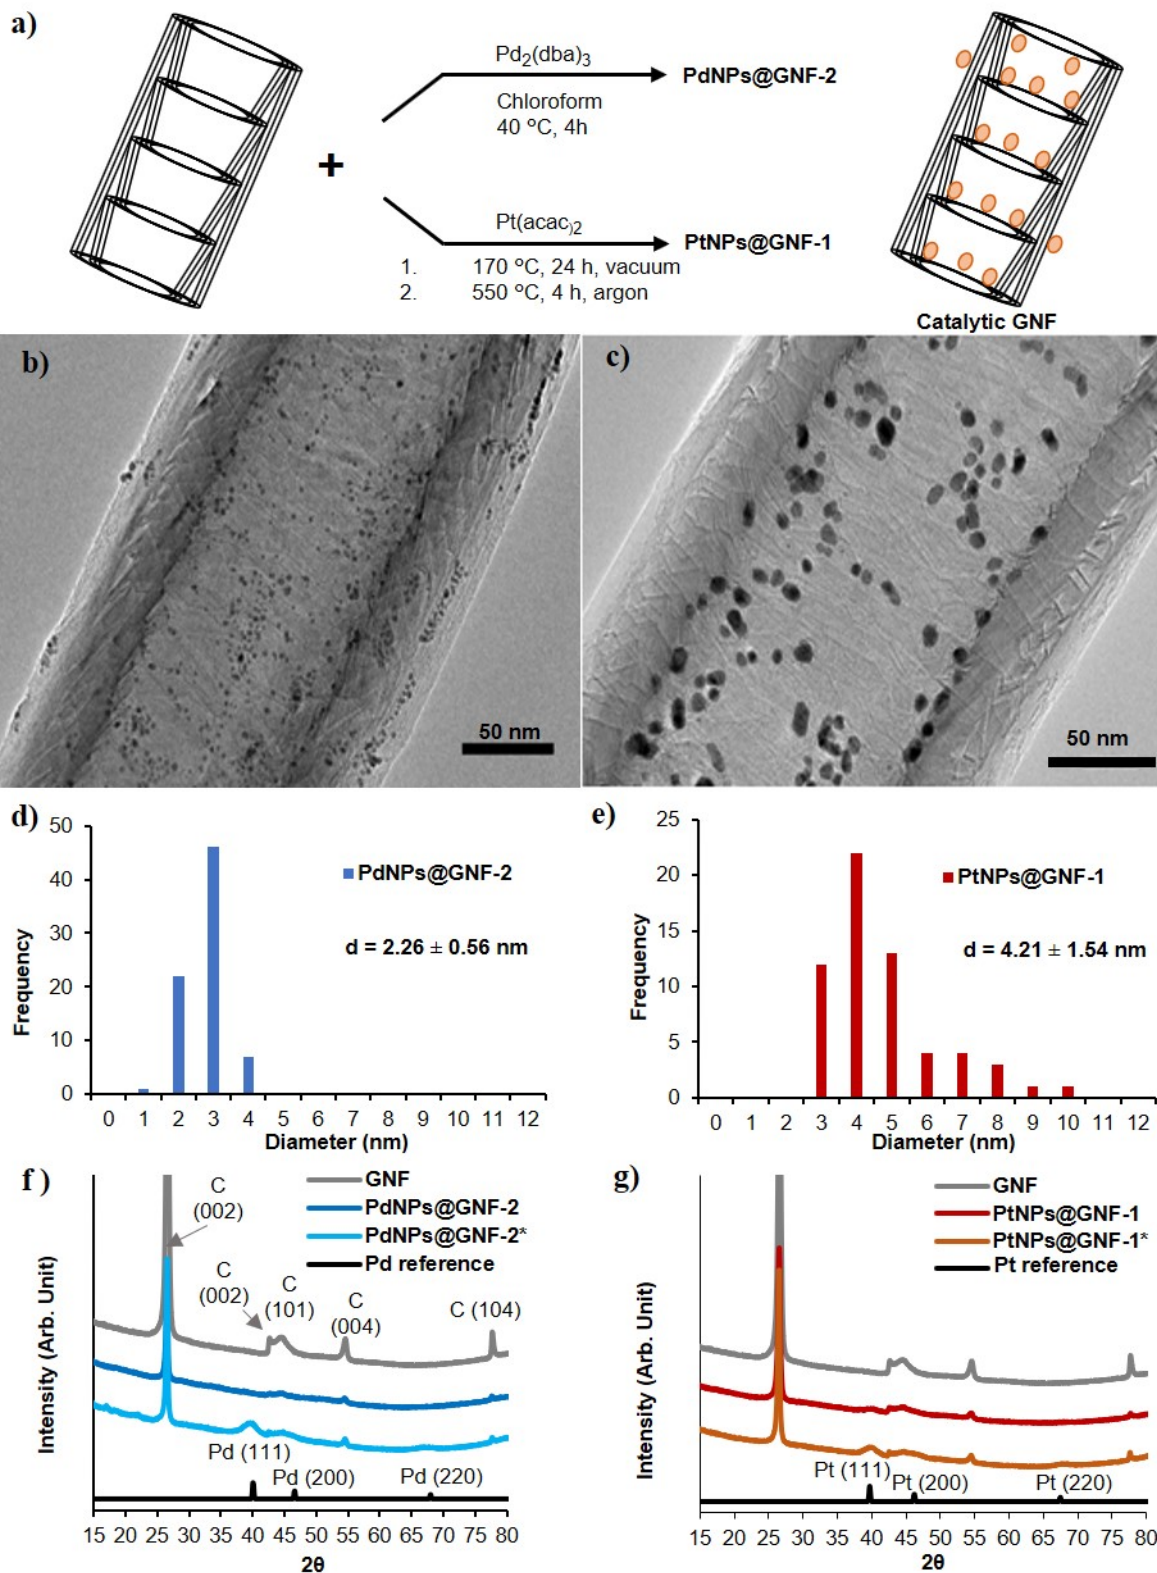 a)
Pd2(dba)3
Chloroform
40 °C, 4h
PdNPs@GNF-2
+
Pt(acac)2
1. 170 °C, 24 h, vacuum
2. 550 °C, 4 h, argon
PtNPs@GNF-1
Catalytic GNF
b)
50 nm
c)
50 nm
d)
50
40
30
20
10
0
Frequency
PdNPs@GNF-2
d = 2.26 ± 0.56 nm
0 1 2 3 4 5 6 7 8 9 10 11 12
Diameter (nm)
e)
25
20
15
10
5
0
Frequency
PtNPs@GNF-1
d = 4.21 ± 1.54 nm
0 1 2 3 4 5 6 7 8 9 10 11 12
Diameter (nm)
f )
GNF
PdNPs@GNF-2
PdNPs@GNF-2*
Pd reference
C
(002)
C
(002)
C
(101)
C
(004)
C (104)
Pd (111)
Pd (200)
Pd (220)
Intensity (Arb. Unit)
15 20 25 30 35 40 45 50 55 60 65 70 75 80
2θ
g)
GNF
PtNPs@GNF-1
PtNPs@GNF-1*
Pt reference
Pt (111)
Pt (200)
Pt (220)
Intensity (Arb. Unit)
15 20 25 30 35 40 45 50 55 60 65 70 75 80
2θ